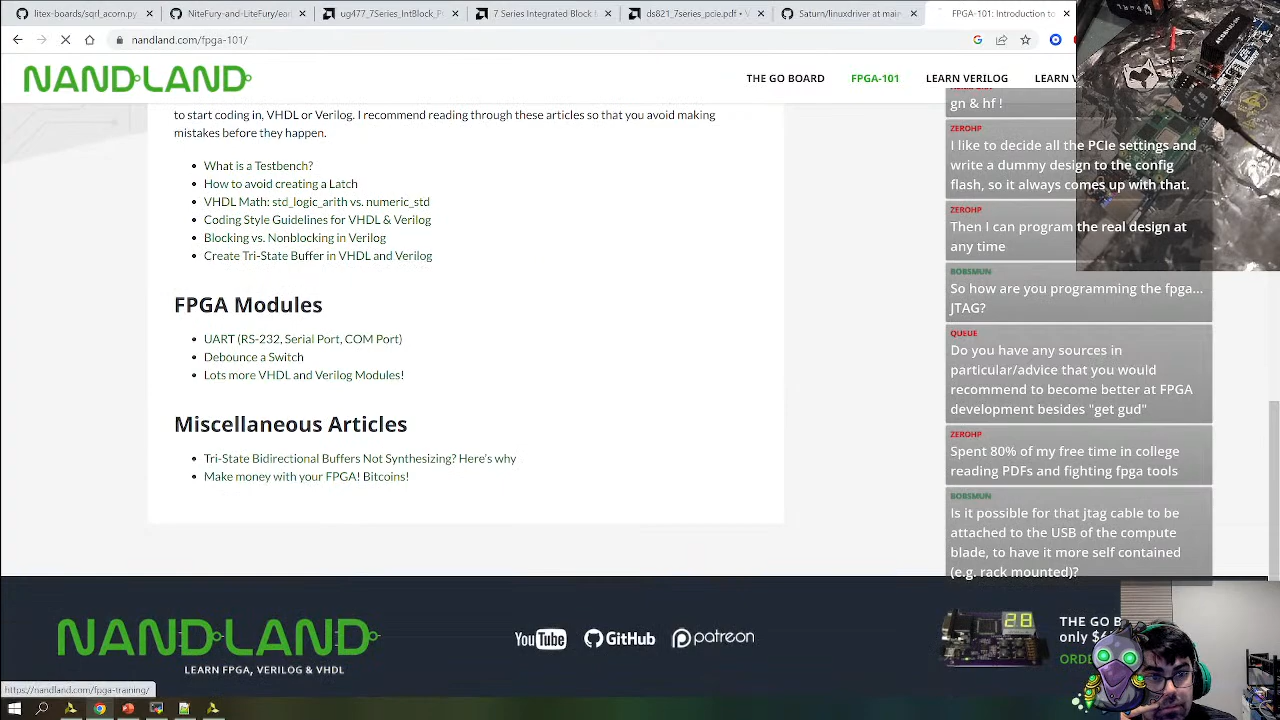 Gitex-boards/sqrl_acorn.py
GitEx/litex
ug477_7Series_IntBlock_P
7 Series Integrated Block
ds821_7series_pcie.pdf • V
Saturn/linuxdriver at main
FPGA-101: Introduction to
nandland.com/fpga-101/
NANDLAND
THE GO BOARD
FPGA-101
LEARN VERILOG
LEARN V
to start coding in, VHDL or Verilog. I recommend reading through these articles so that you avoid making
mistakes before they happen.
What is a Testbench?
How to avoid creating a Latch
VHDL Math: std_logic_arith vs. numeric_std
Coding Style Guidelines for VHDL & Verilog
Blocking vs. Nonblocking in Verilog
Create Tri-State Buffer in VHDL and Verilog
FPGA Modules
UART (RS-232, Serial Port, COM Port)
Debounce a Switch
Lots more VHDL and Verilog Modules!
Miscellaneous Articles
Tri-State Bidirectional Buffers Not Synthesizing? Here's why
Make money with your FPGA! Bitcoins!
gn & hf !
ZEROHP
I like to decide all the PCIe settings and
write a dummy design to the config
flash, so it always comes up with that.
ZEROHP
Then I can program the real design at
any time
BOBSMUN
So how are you programming the fpga...
JTAG?
QUEUE
Do you have any sources in
particular/advice that you would
recommend to become better at FPGA
development besides "get gud"
ZEROHP
Spent 80% of my free time in college
reading PDFs and fighting fpga tools
BOBSMUN
Is it possible for that jtag cable to be
attached to the USB of the compute
blade, to have it more self contained
(e.g. rack mounted)?
NANDLAND
LEARN FPGA, VERILOG & VHDL
YouTube
GitHub
patreon
28
THE GO B
only $
ORDE
https://nandland.com/fpga-training/